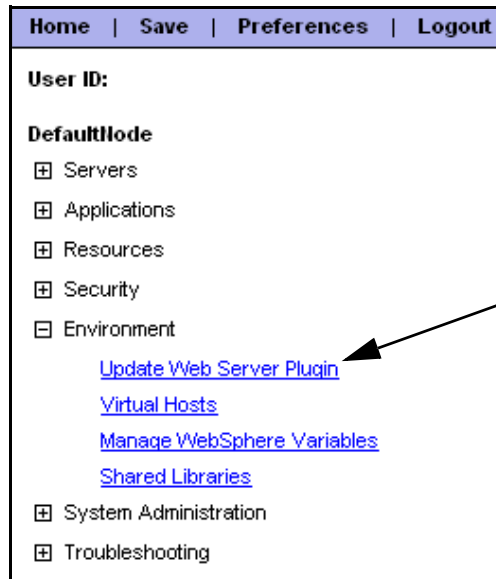 Home | Save | Preferences | Logout
User ID:
DefaultNode
Servers
Applications
Resources
Security
Environment
Update Web Server Plugin
Virtual Hosts
Manage WebSphere Variables
Shared Libraries
System Administration
Troubleshooting